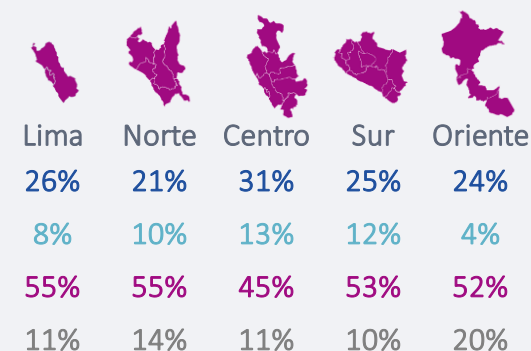 Lima Norte Centro Sur Oriente
26% 21% 31% 25% 24%
8% 10% 13% 12% 4%
55% 55% 45% 53% 52%
11% 14% 11% 10% 20%